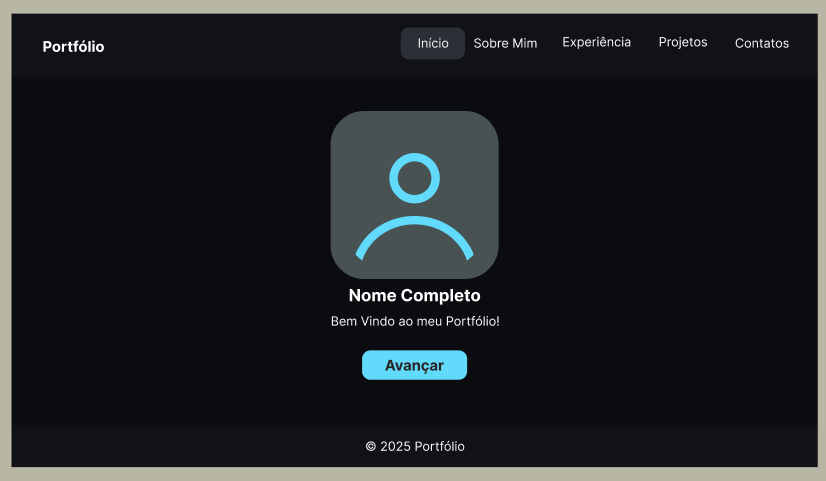 Portfólio
Início Sobre Mim Experiência Projetos Contatos
Nome Completo
Bem Vindo ao meu Portfólio!
Avançar
© 2025 Portfólio